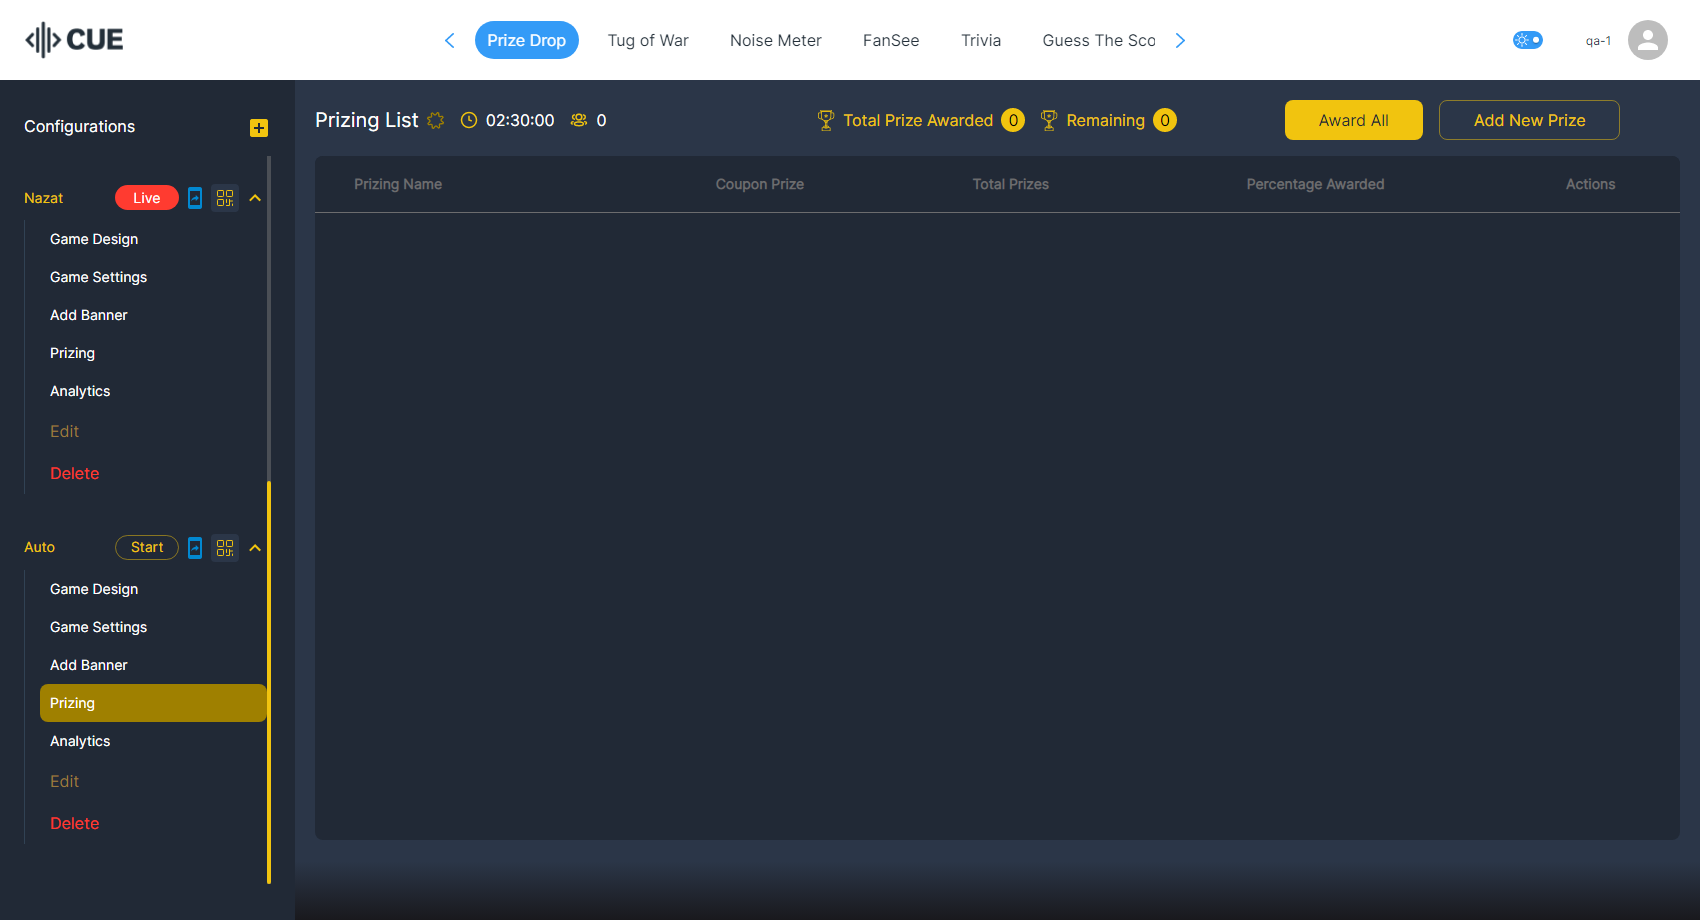 CUE
Prize Drop Tug of War Noise Meter FanSee Trivia Guess The Sco
qa-1
Configurations
Nazat Live
Game Design
Game Settings
Add Banner
Prizing
Analytics
Edit
Delete
Auto Start
Game Design
Game Settings
Add Banner
Prizing
Analytics
Edit
Delete
Prizing List 02:30:00 0 Total Prize Awarded 0 Remaining 0 Award All Add New Prize
Prizing Name Coupon Prize Total Prizes Percentage Awarded Actions